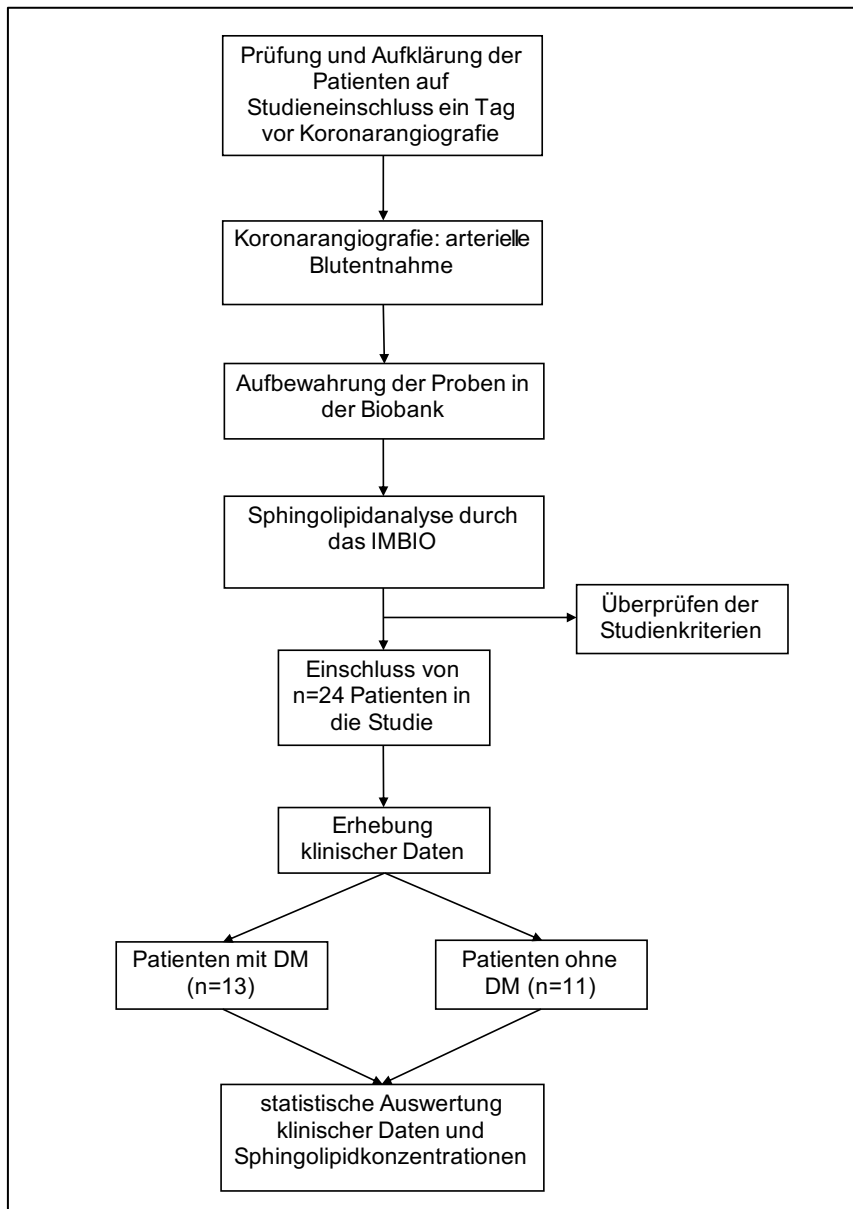 Prüfung und Aufklärung der
Patienten auf
Studieneinschluss ein Tag
vor Koronarangiografie
Koronarangiografie: arterielle
Blutentnahme
Aufbewahrung der Proben in
der Biobank
Sphingolipidanalyse durch
das IMBIO
Überprüfen der
Studienkriterien
Einschluss von
n=24 Patienten in
die Studie
Erhebung
klinischer Daten
Patienten mit DM
(n=13)
Patienten ohne
DM (n=11)
statistische Auswertung
klinischer Daten und
Sphingolipidkonzentrationen